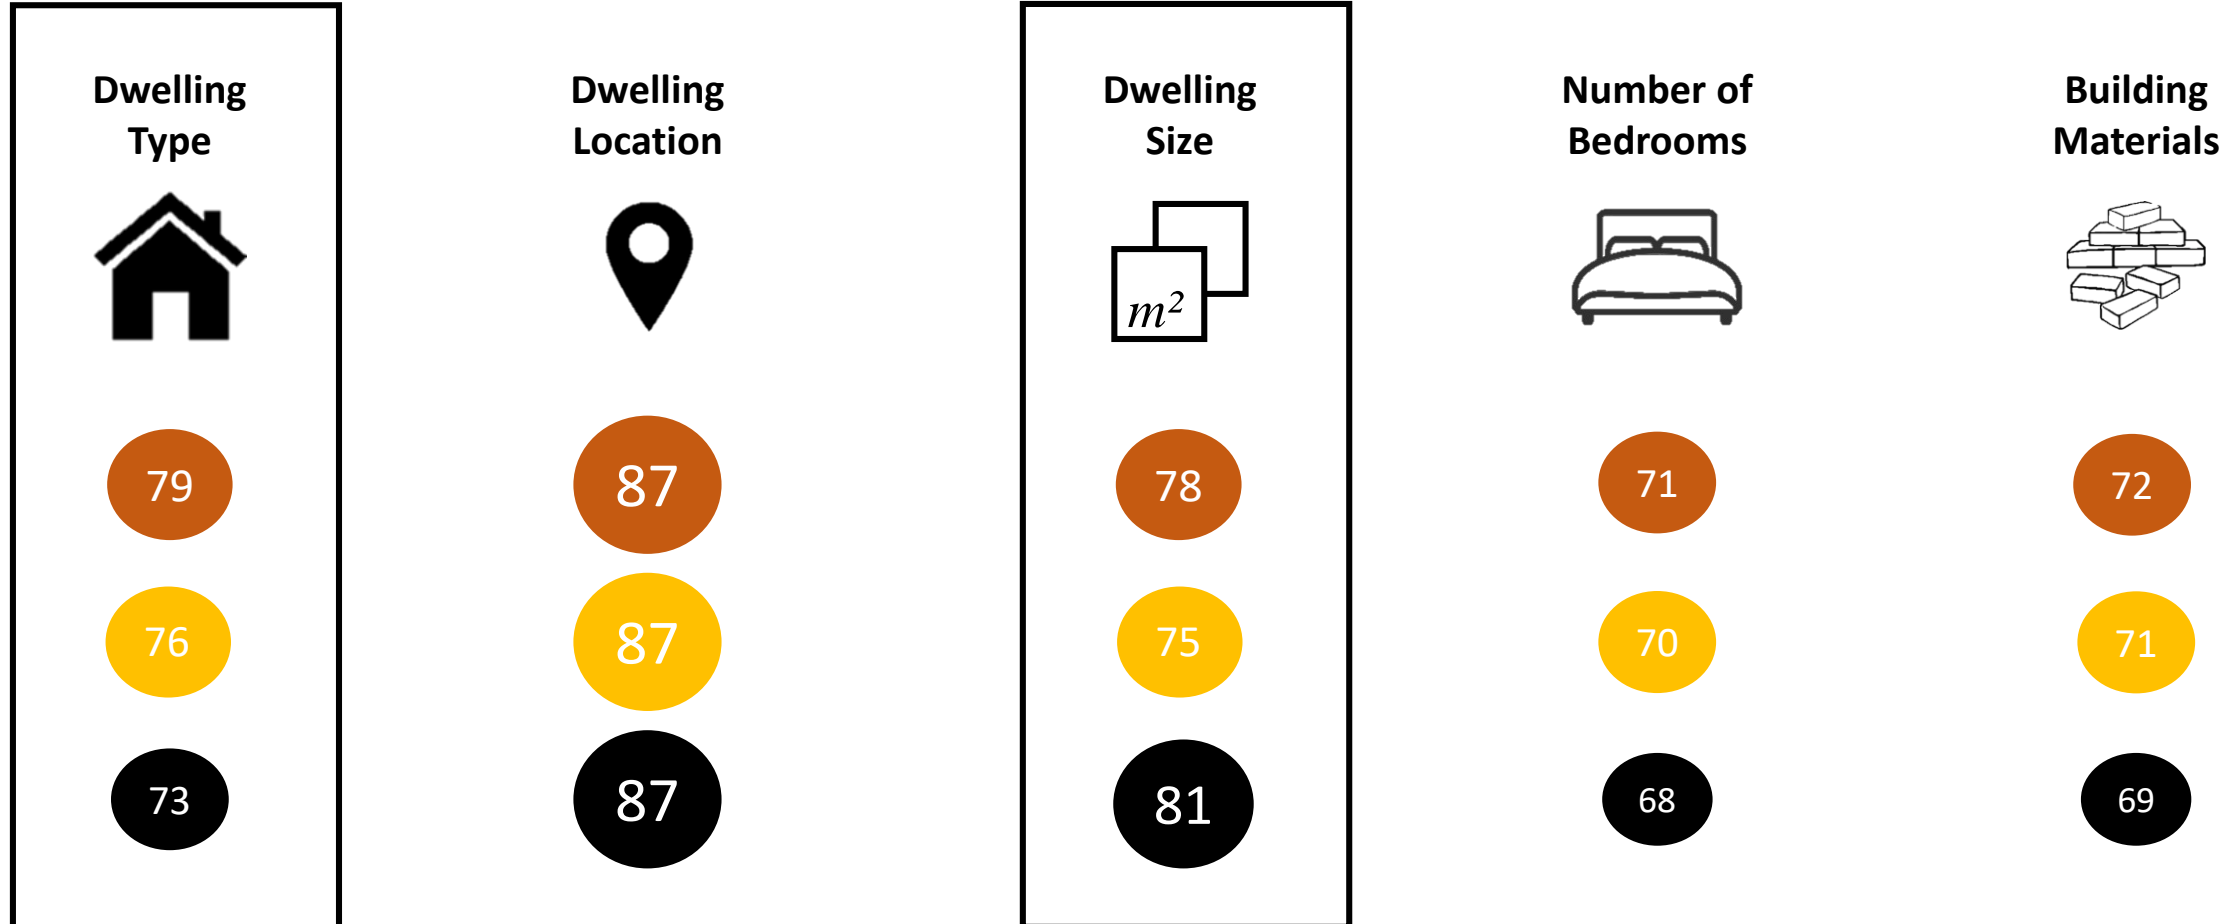 Dwelling
Type
Dwelling
Location
Dwelling
Size
Number of
Bedrooms
Building
Materials
m²
79
87
78
71
72
76
87
75
70
71
73
87
81
68
69